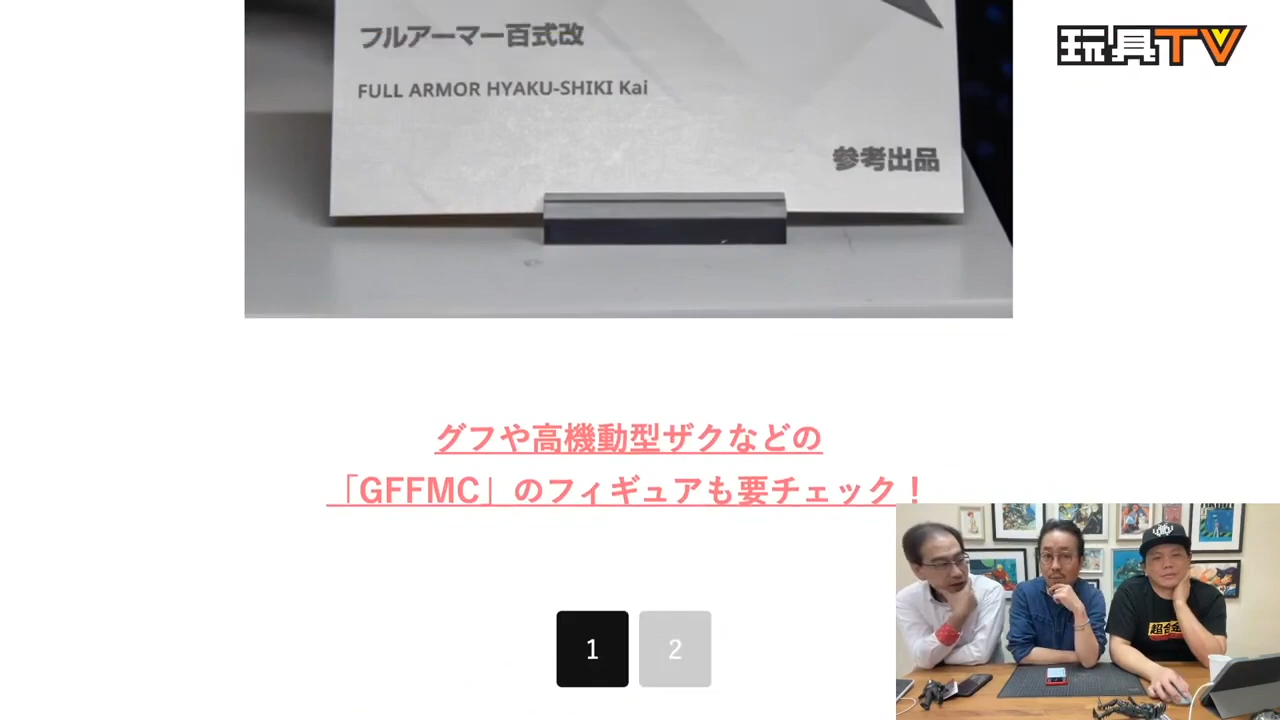 フルアーマー百式改
玩具TV
FULL ARMOR HYAKU-SHIKI Kai
参考出品
グフや高機動型ザクなどの
「GFFMC」のフィギュアも要チェック！
1
2